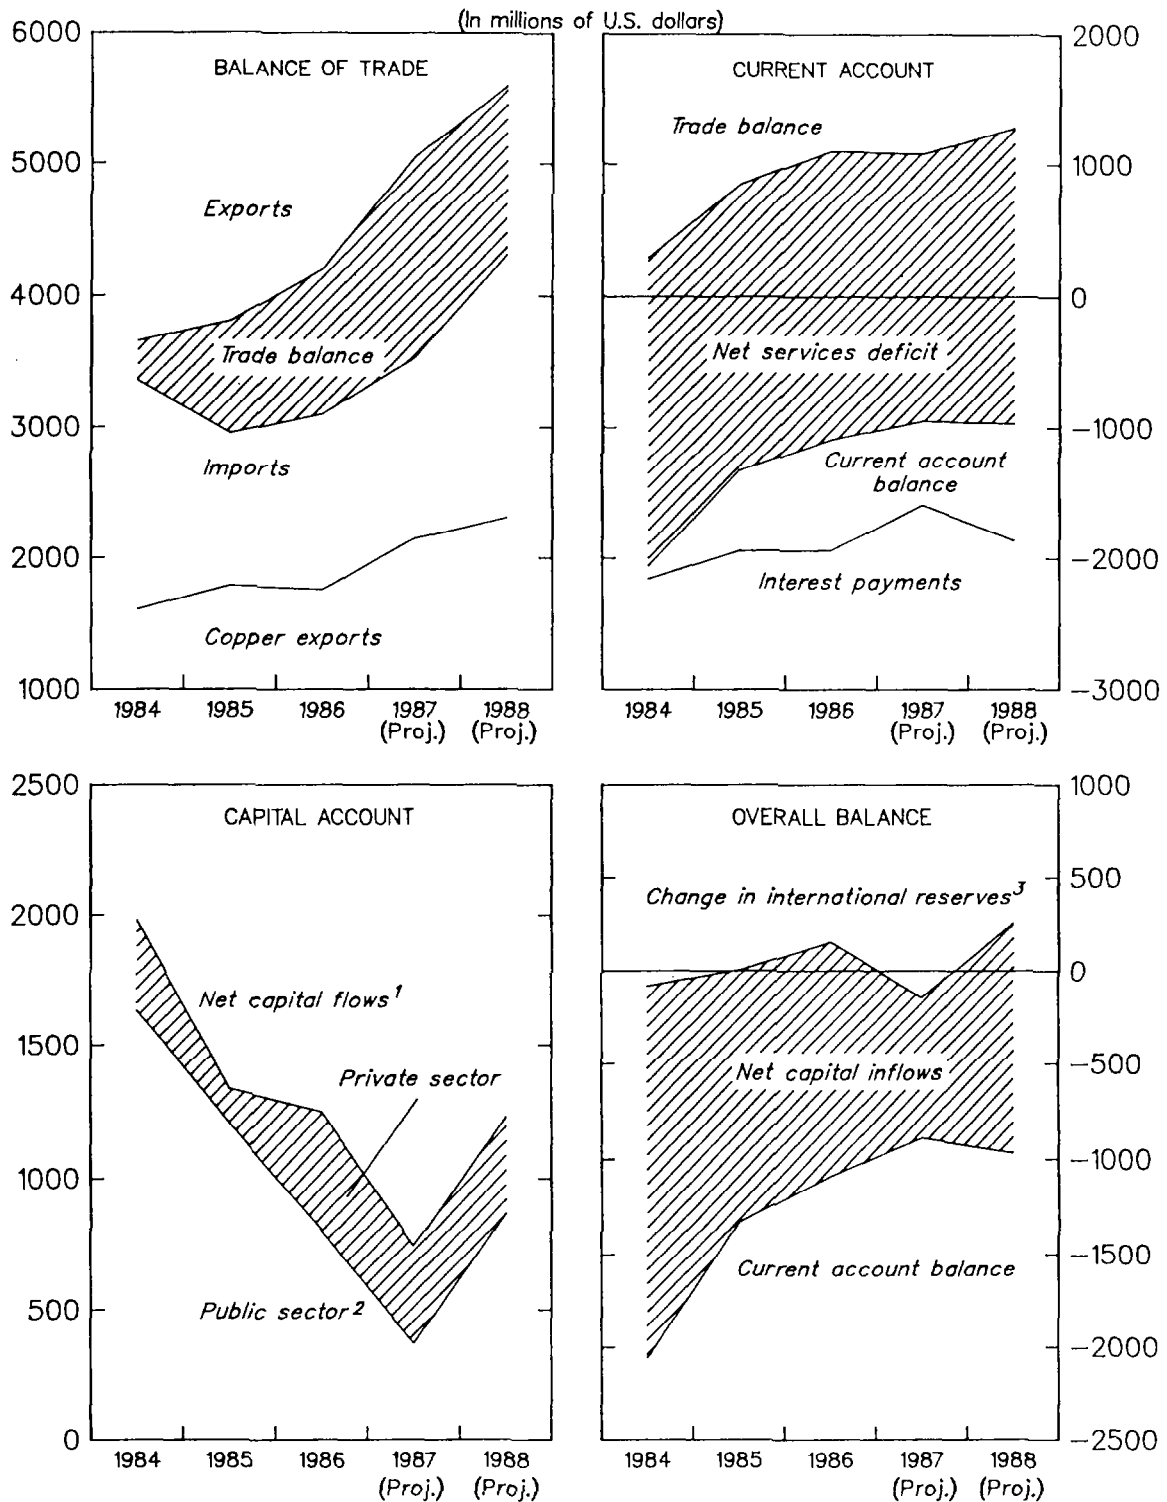 (In millions of U.S. dollars)
BALANCE OF TRADE
6000
5000
4000
3000
2000
1000
Exports
Trade balance
Imports
Copper exports
1984 1985 1986 1987 1988
(Proj.) (Proj.)
CURRENT ACCOUNT
2000
1000
0
-1000
-2000
-3000
Trade balance
Net services deficit
Current account
balance
Interest payments
1984 1985 1986 1987 1988
(Proj.) (Proj.)
CAPITAL ACCOUNT
2500
2000
1500
1000
500
0
Net capital flows¹
Private sector
Public sector²
1984 1985 1986 1987 1988
(Proj.) (Proj.)
OVERALL BALANCE
1000
500
0
-500
-1000
-1500
-2000
-2500
Change in international reserves³
Net capital inflows
Current account balance
1984 1985 1986 1987 1988
(Proj.) (Proj.)